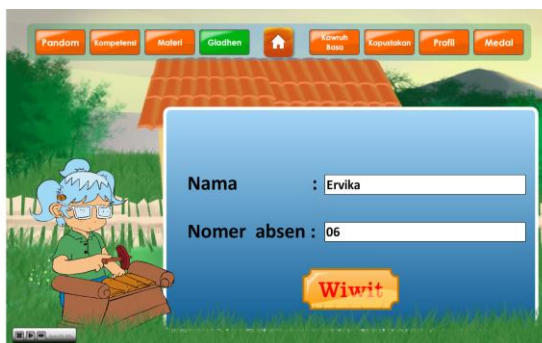 Pandom
Kompetensi
Materi
Gladhen
Kawruh
Basa
Kapustakan
Profil
Medal
Nama : Ervika
Nomer absen : 06
Wiwit